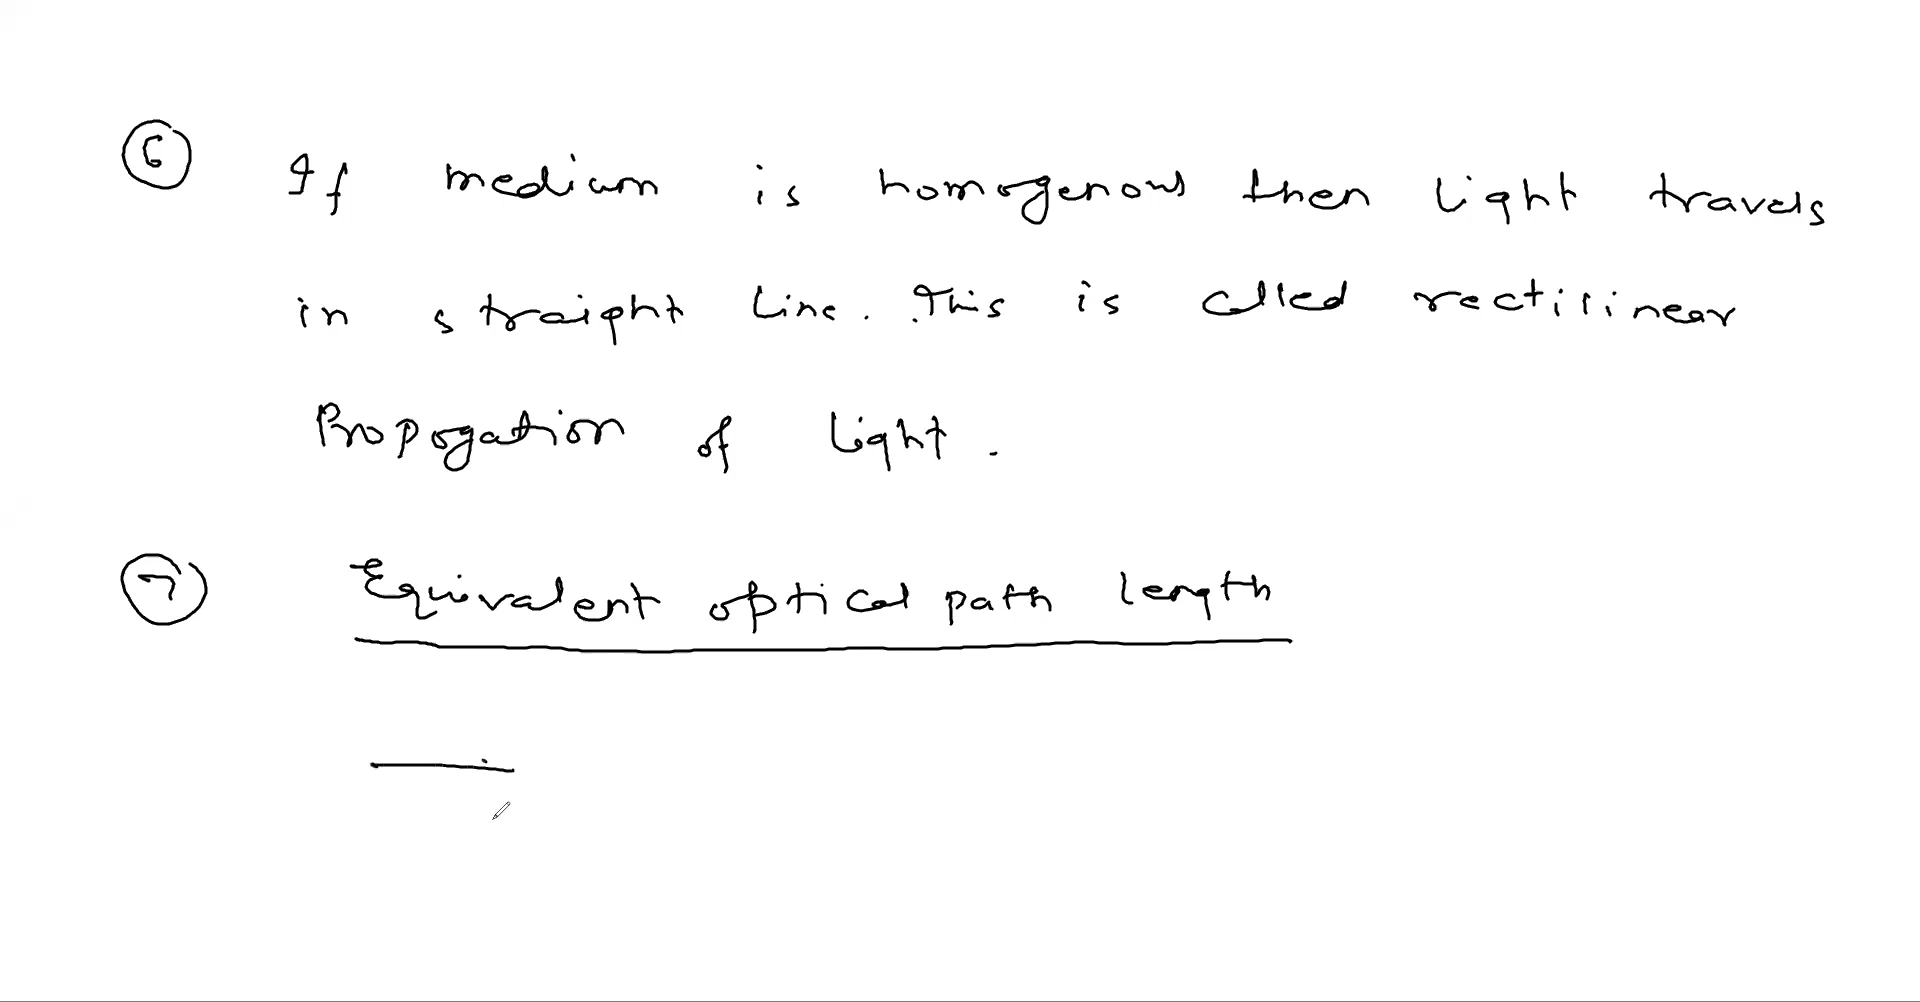 6 If medium is homogenous then light travels
in straight line. This is called rectilinear
Propogation of light.
7 Equivalent optical path length